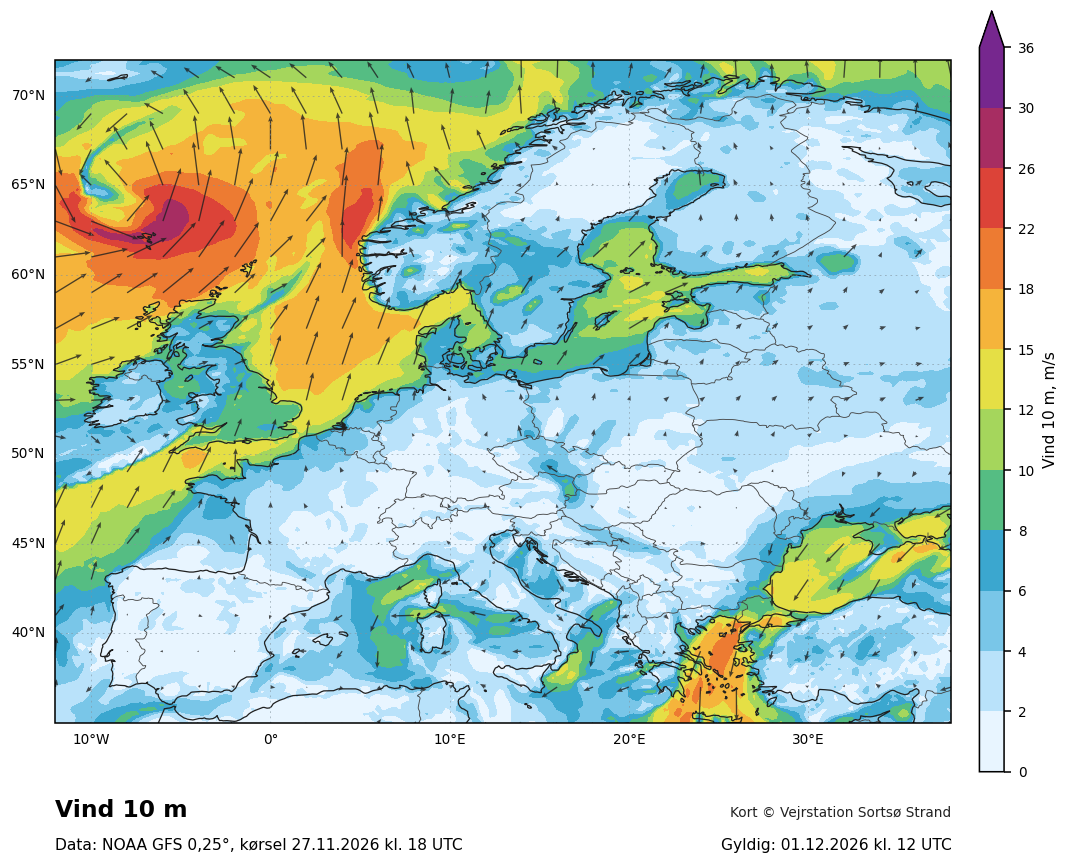 36
30
26
22
18
15
12
10
8
6
4
2
0
Vind 10 m, m/s
70°N
65°N
60°N
55°N
50°N
45°N
40°N
10°W
0°
10°E
20°E
30°E
Vind 10 m
Kort © Vejrstation Sortsø Strand
Data: NOAA GFS 0,25°, kørsel 27.11.2026 kl. 18 UTC
Gyldig: 01.12.2026 kl. 12 UTC